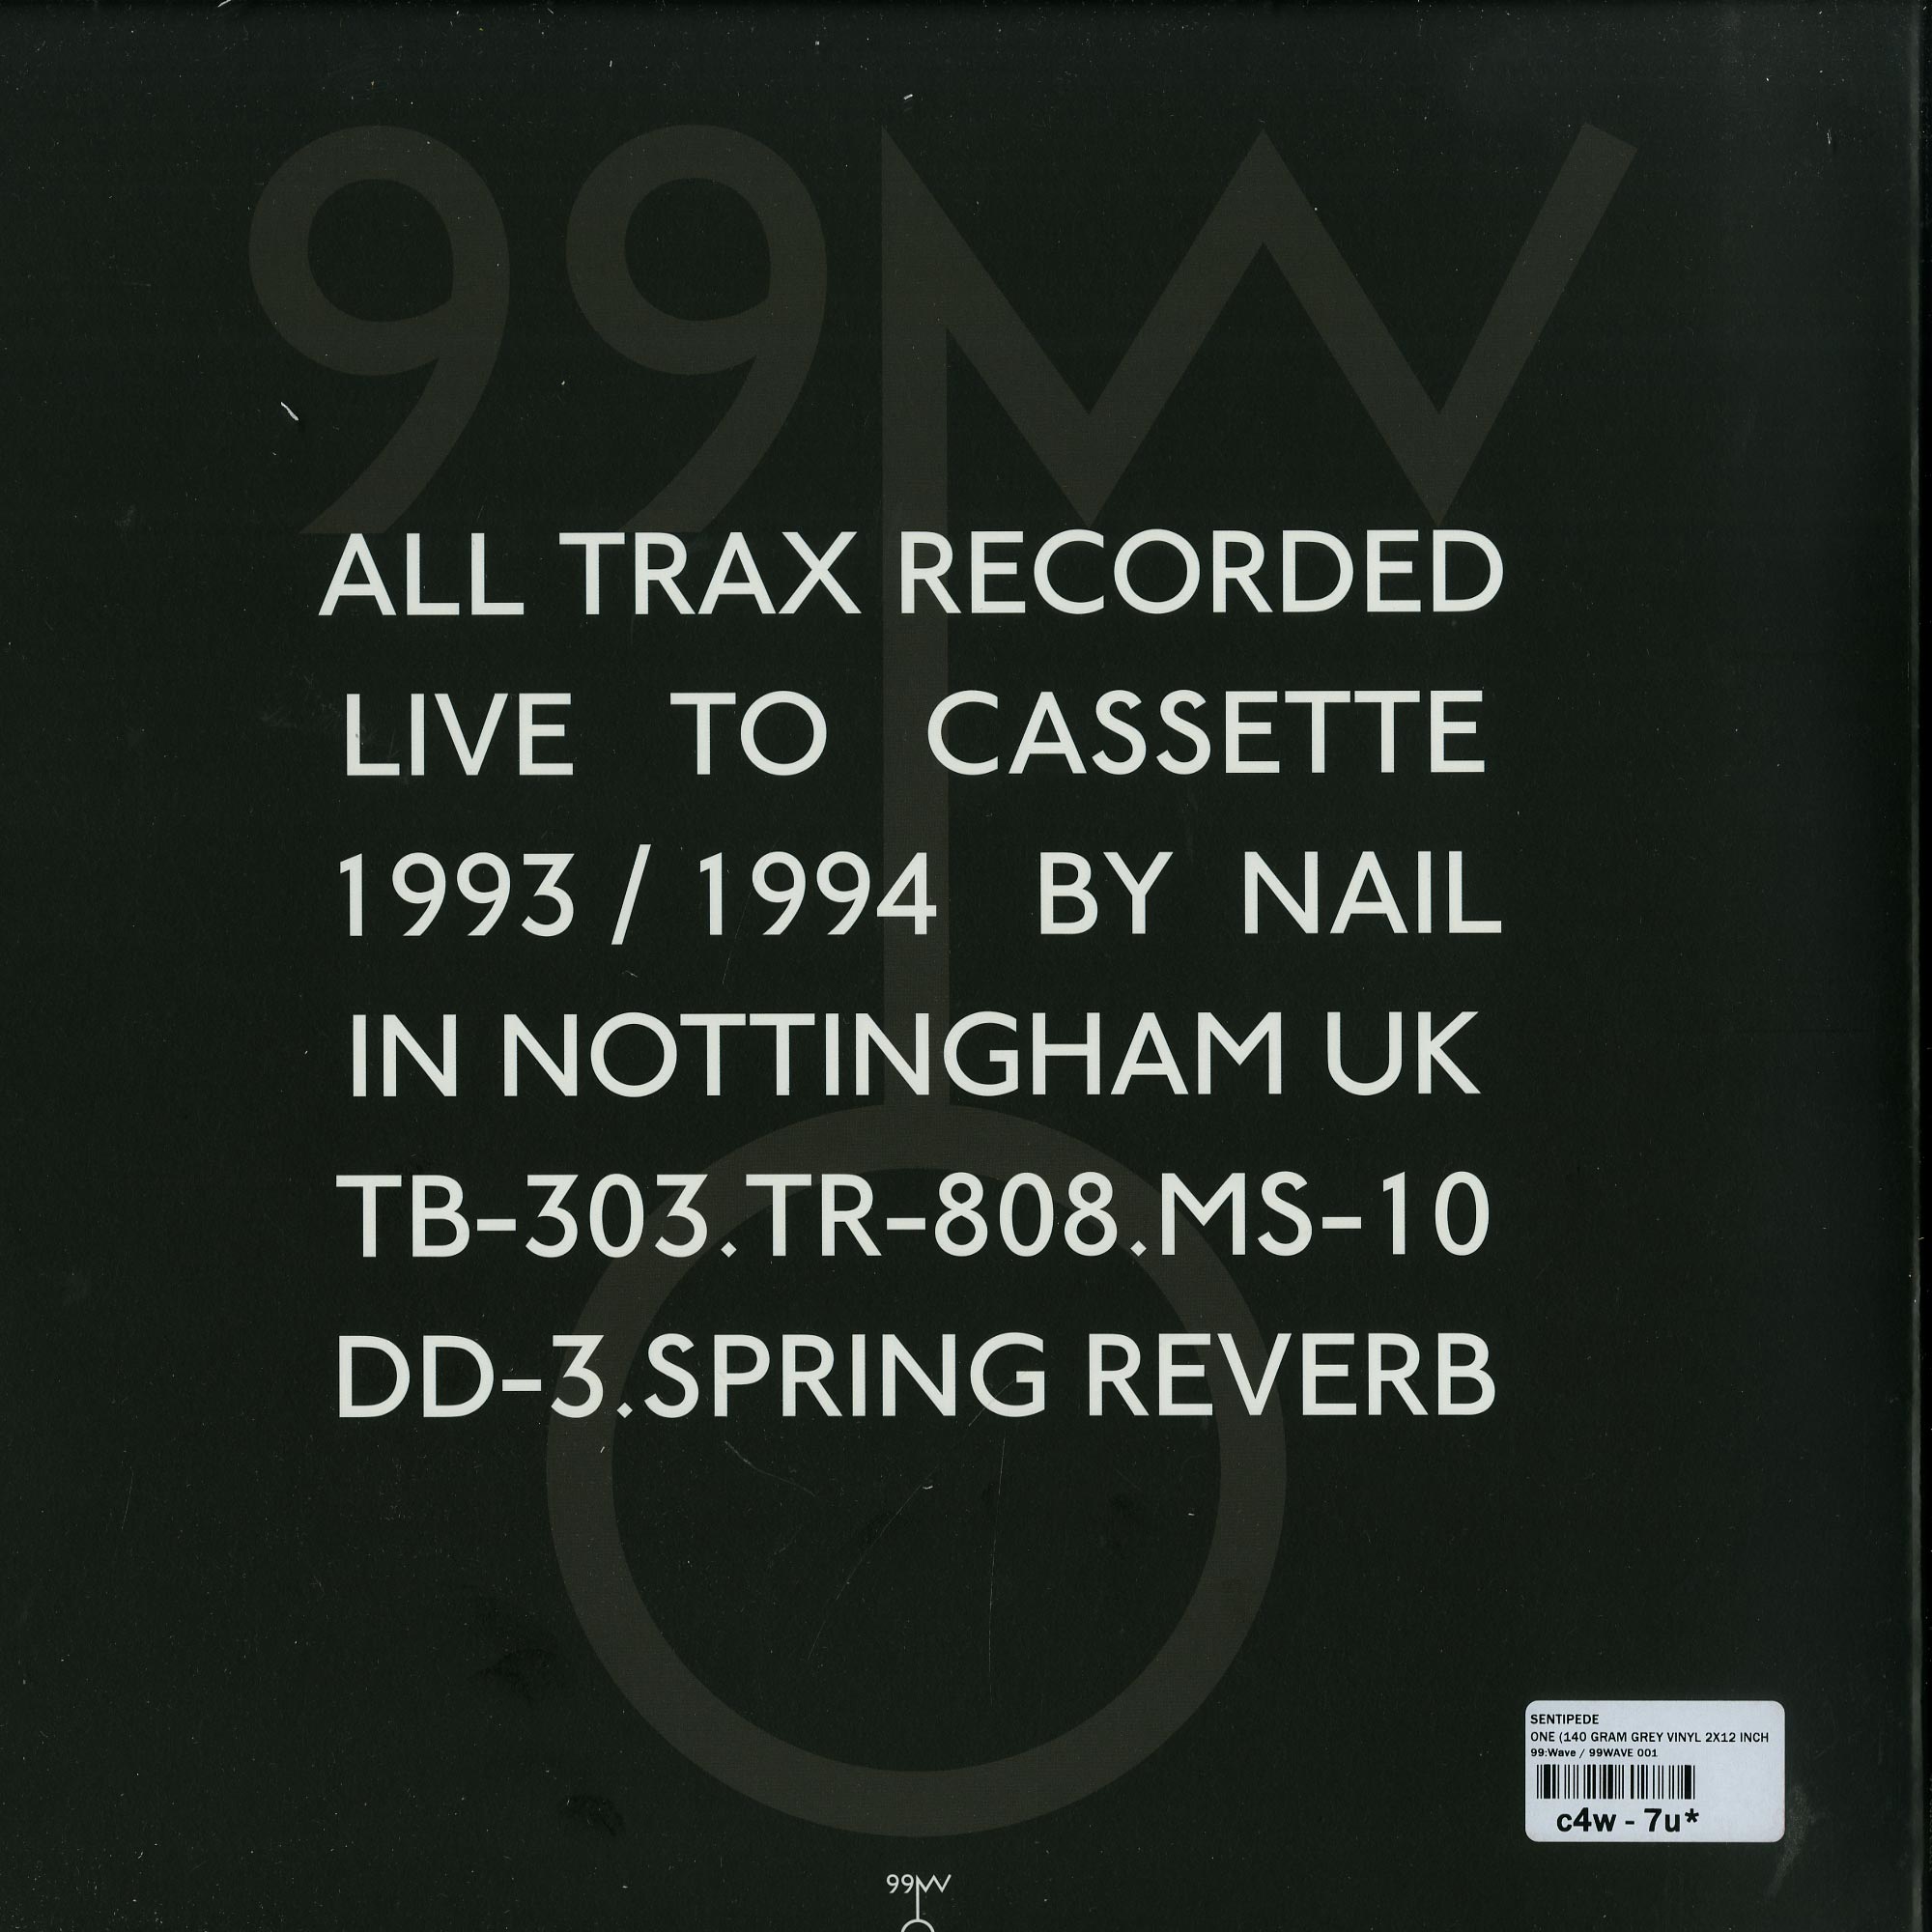 99W
ALL TRAX RECORDED
LIVE TO CASSETTE
1993 / 1994 BY NAIL
IN NOTTINGHAM UK
TB-303.TR-808.MS-10
DD-3.SPRING REVERB
SENTIPEDE
ONE (140 GRAM GREY VINYL 2X12 INCH
99:Wave / 99WAVE 001
c4w - 7u*
99W